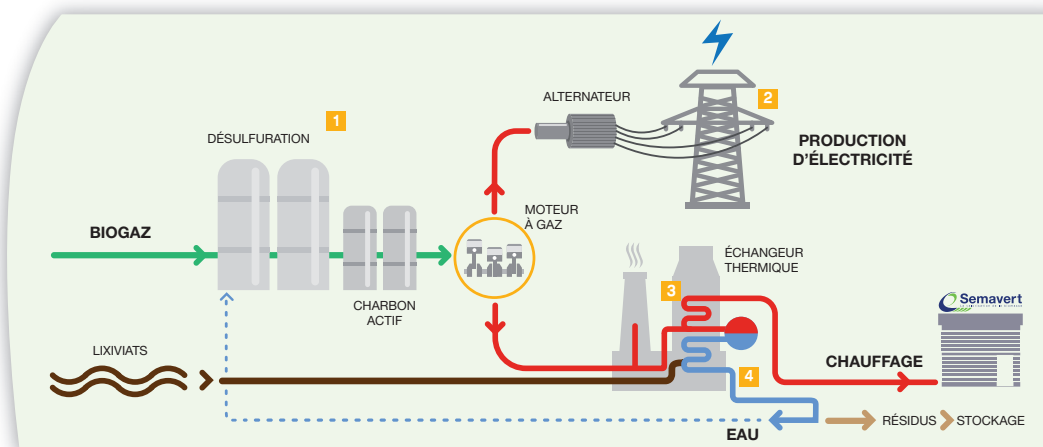 1
DÉSULFURATION
BIOGAZ
CHARBON
ACTIF
MOTEUR
À GAZ
ALTERNATEUR
2
PRODUCTION
D'ÉLECTRICITÉ
ÉCHANGEUR
THERMIQUE
3
Semavert
CHAUFFAGE
LIXIVIATS
4
EAU
RÉSIDUS
STOCKAGE